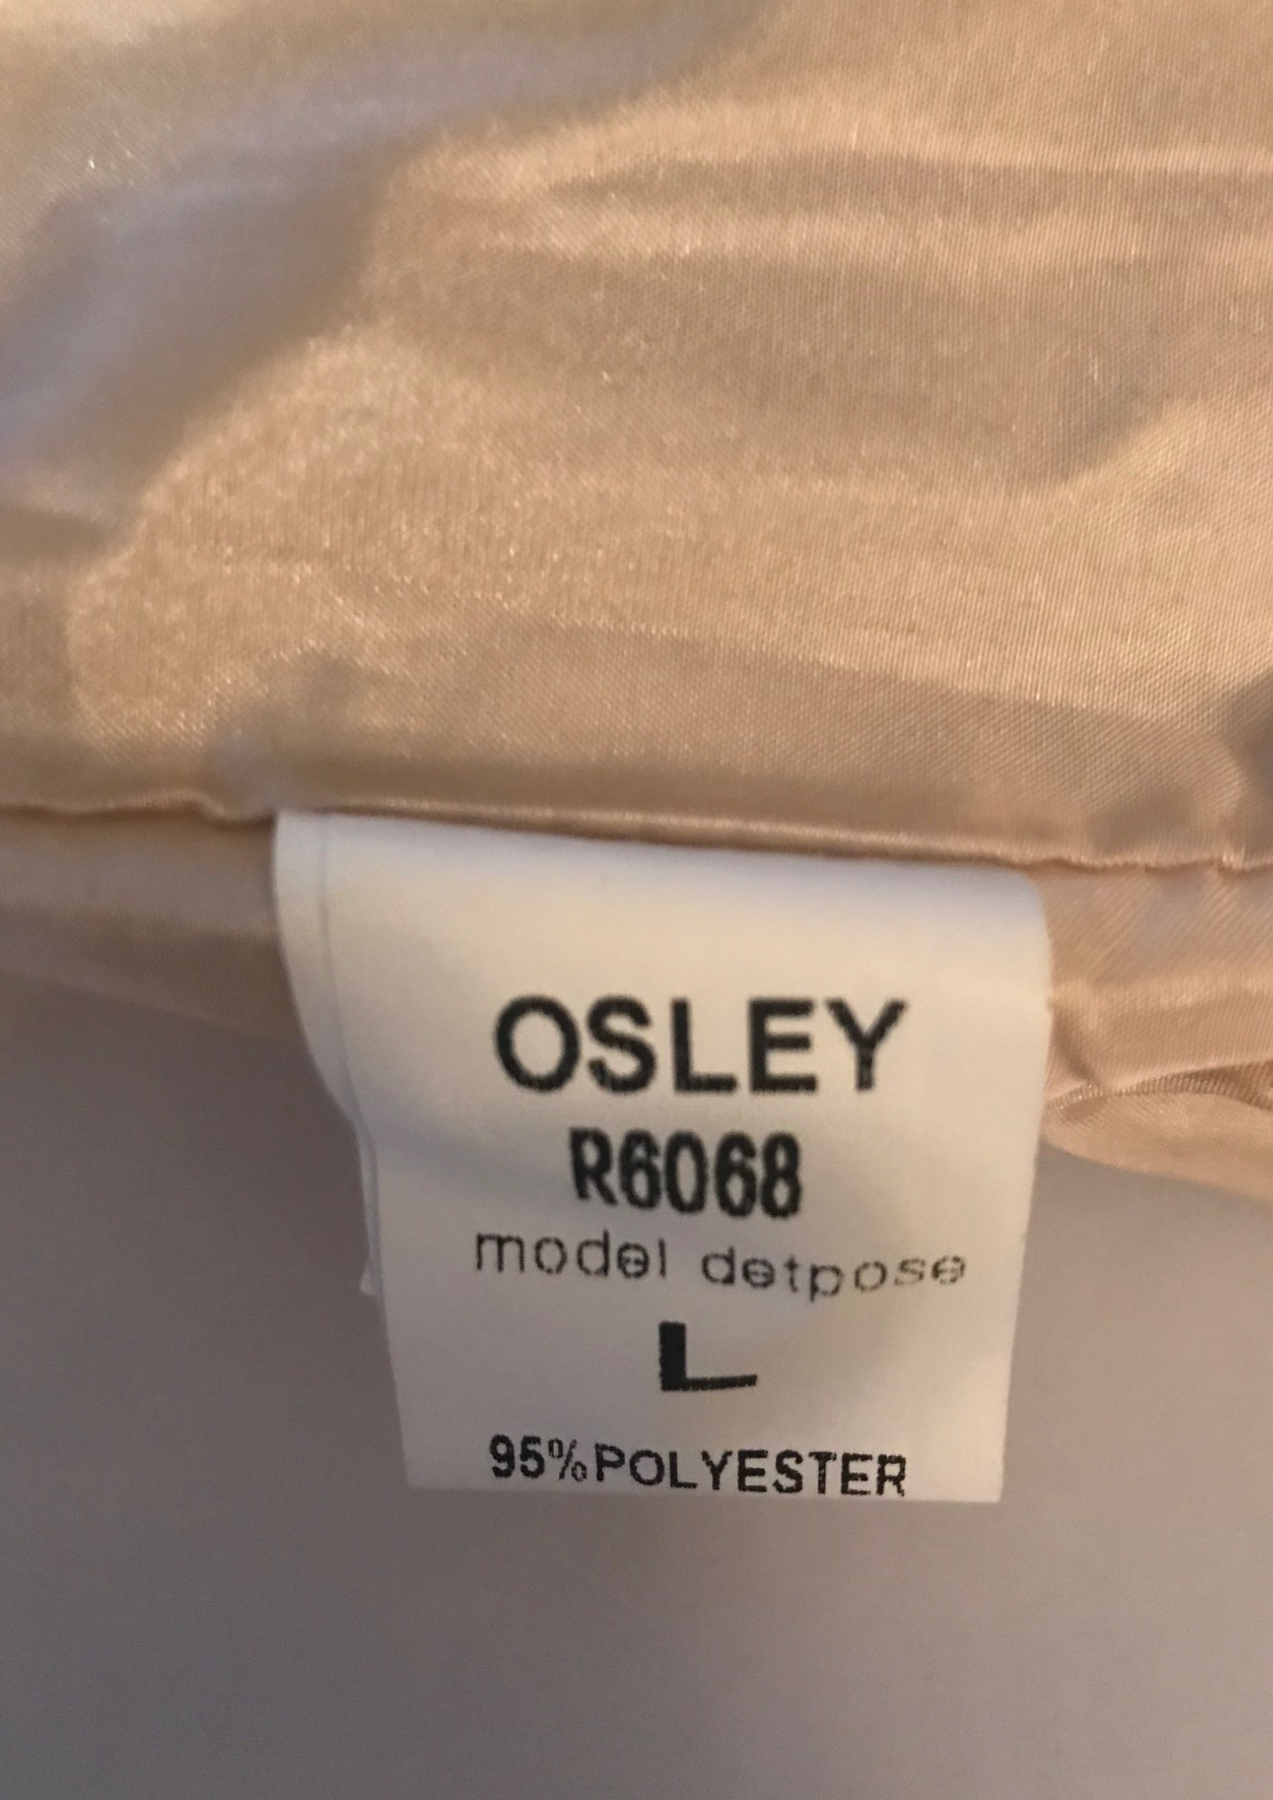 OSLEY
R6068
model detpose
L
95%POLYESTER